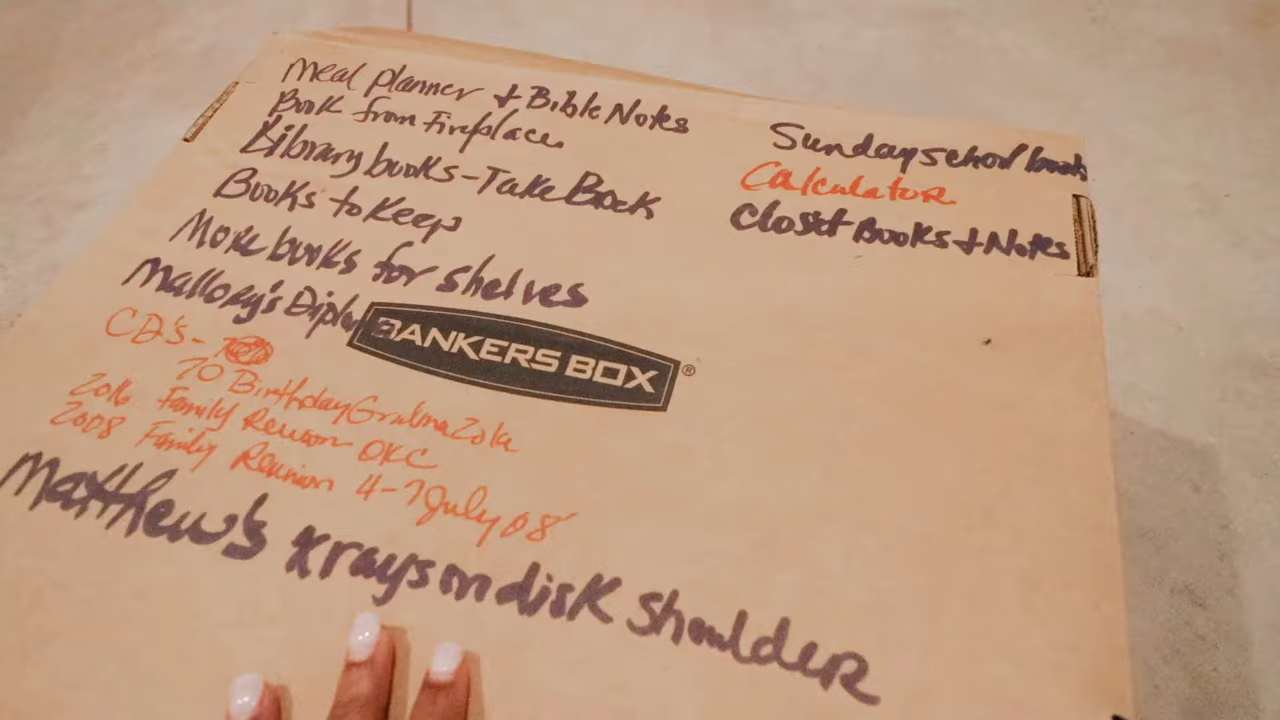 Meal planner + Bible Notes
Book from Fireplace
Library books - Take Back
Books to Keep
More books for shelves
Mallory's
CD's -
70 Birthday Grandma Zola
2016 Family Reunion OKC
2008 Family Reunion 4-7 July 08
Matthew's xrays on disk Shoulder
BANKERS BOX®
Sunday school books
Calculator
Closet Books + Notes